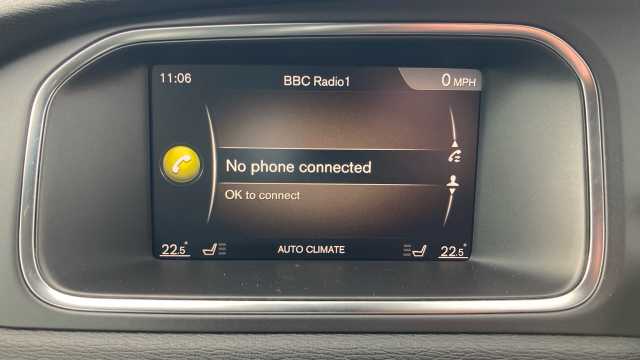 11:06 BBC Radio1 0 MPH
No phone connected
OK to connect
22.5° AUTO CLIMATE 22.5°